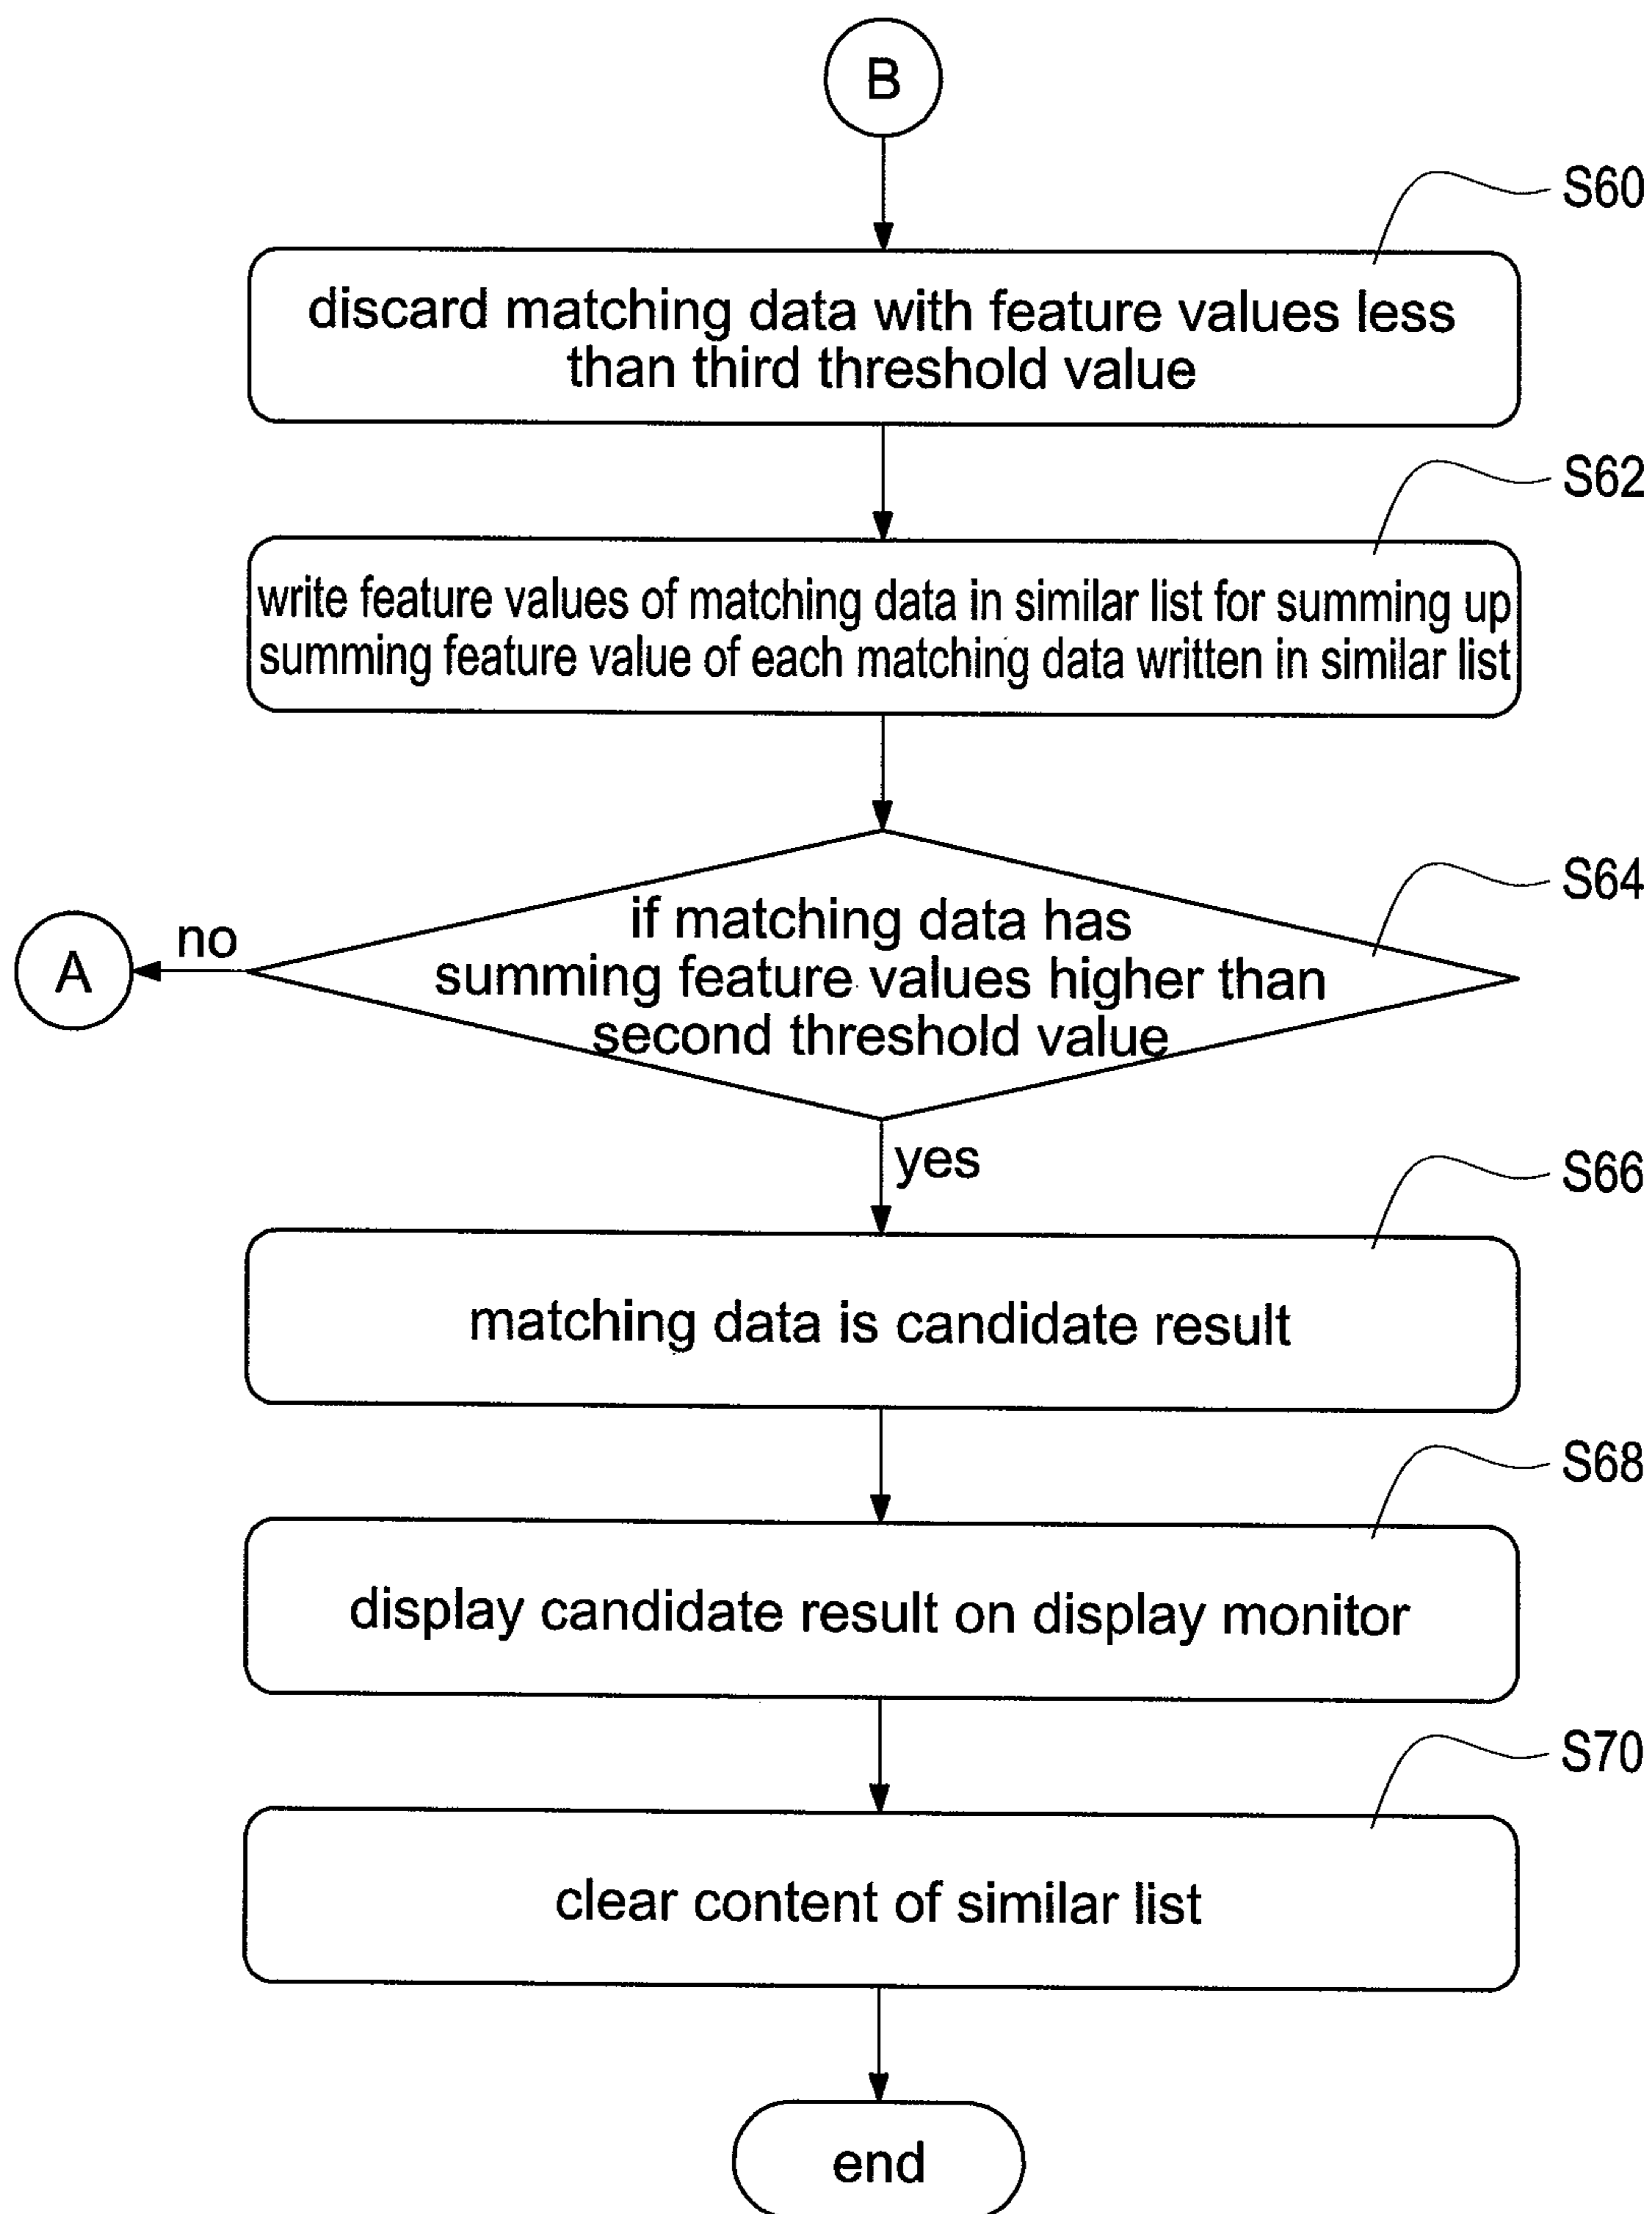 B
S60
discard matching data with feature values less
than third threshold value
S62
write feature values of matching data in similar list for summing up
summing feature value of each matching data written in similar list
S64
if matching data has
summing feature values higher than
second threshold value
no
A
yes
S66
matching data is candidate result
S68
display candidate result on display monitor
S70
clear content of similar list
end